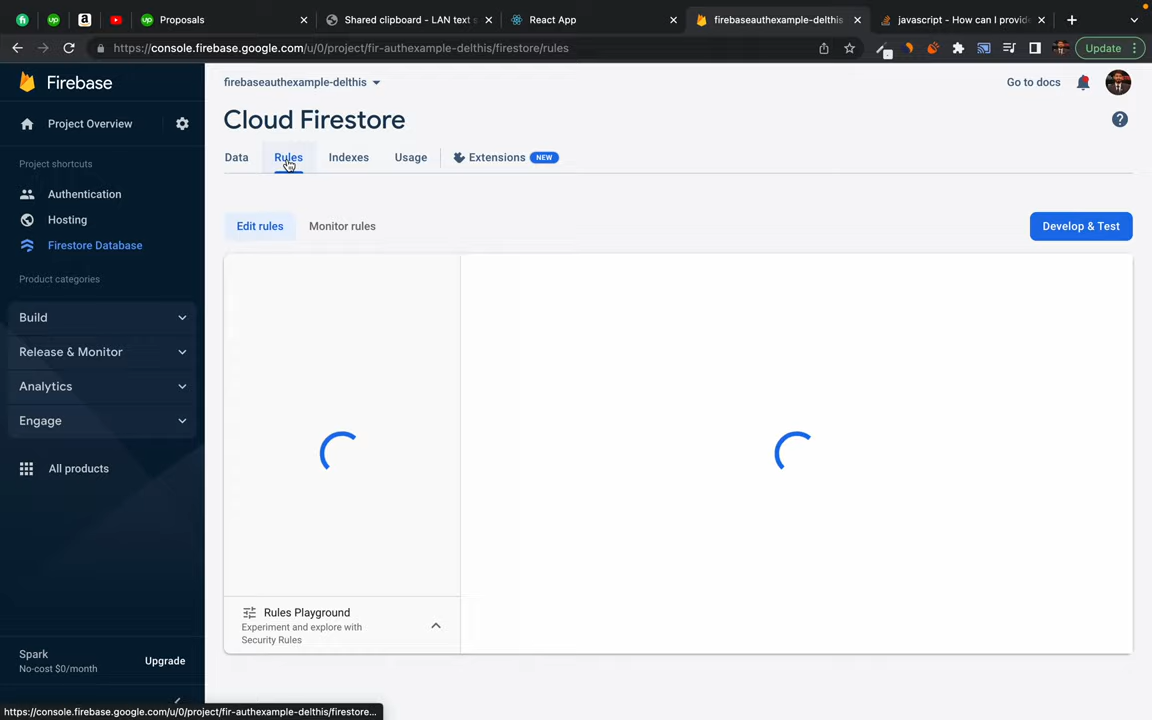 Proposals
Shared clipboard - LAN text s
React App
firebaseauthexample-delthis
javascript - How can I provide
https://console.firebase.google.com/u/0/project/fir-authexample-delthis/firestore/rules
Update
Firebase
firebaseauthexample-delthis
Go to docs
Project Overview
Cloud Firestore
Project shortcuts
Data
Rules
Indexes
Usage
Extensions
NEW
Authentication
Hosting
Firestore Database
Edit rules
Monitor rules
Develop & Test
Product categories
Build
Release & Monitor
Analytics
Engage
All products
Rules Playground
Experiment and explore with
Security Rules
Spark
No-cost $0/month
Upgrade
https://console.firebase.google.com/u/0/project/fir-authexample-delthis/firestore...